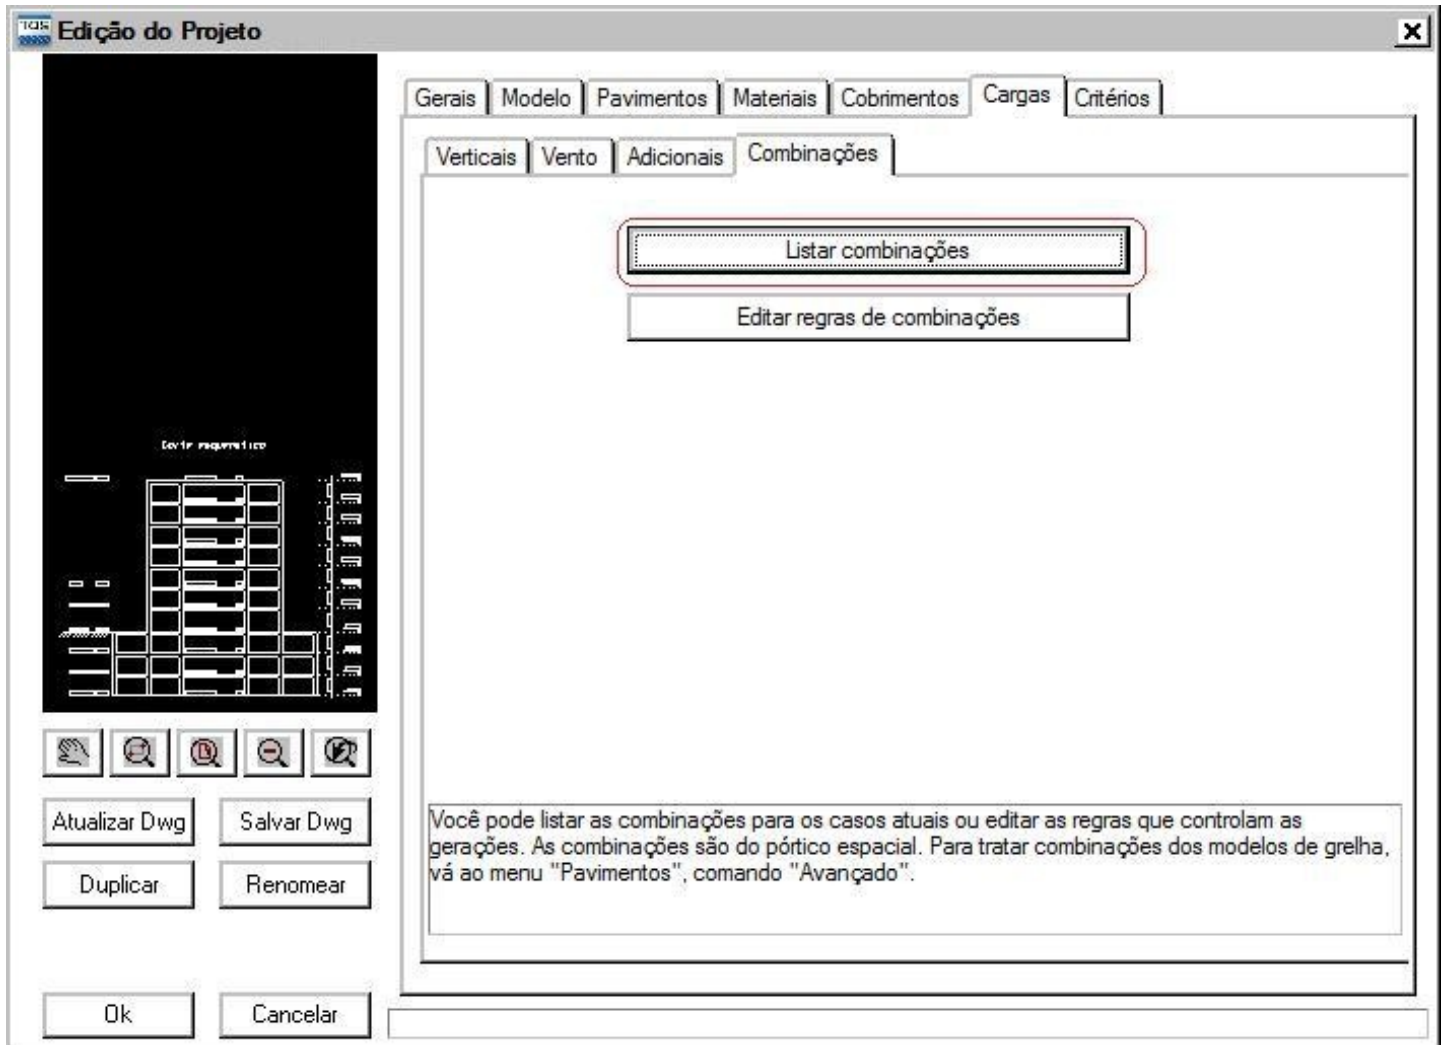 TQS Edição do Projeto
Gerais Modelo Pavimentos Materiais Cobrimentos Cargas Critérios
Verticais Vento Adicionais Combinações
Listar combinações
Editar regras de combinações
Corte esquemático
Atualizar Dwg Salvar Dwg
Duplicar Renomear
Você pode listar as combinações para os casos atuais ou editar as regras que controlam as
gerações. As combinações são do pórtico espacial. Para tratar combinações dos modelos de grelha,
vá ao menu "Pavimentos", comando "Avançado".
Ok Cancelar